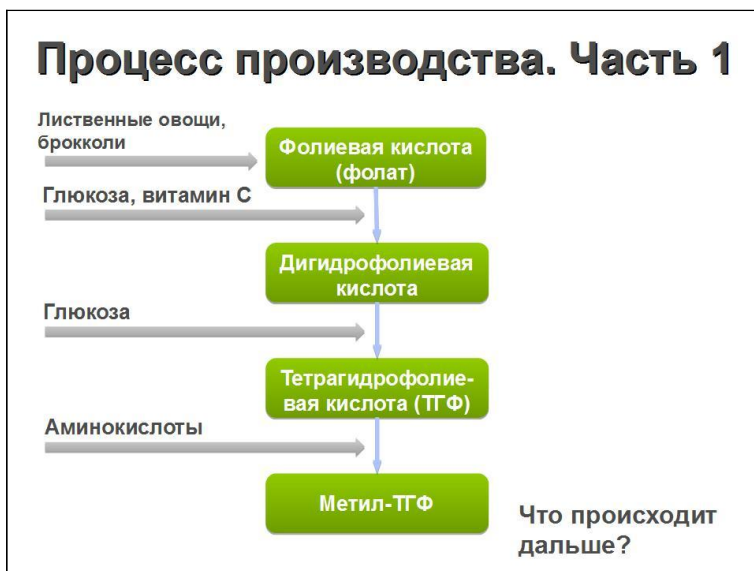 Процесс производства. Часть 1
Лиственные овощи,
брокколи
Фолиевая кислота
(фолат)
Глюкоза, витамин С
Дигидрофолиевая
кислота
Глюкоза
Тетрагидрофолие-
вая кислота (ТГФ)
Аминокислоты
Метил-ТГФ
Что происходит
дальше?